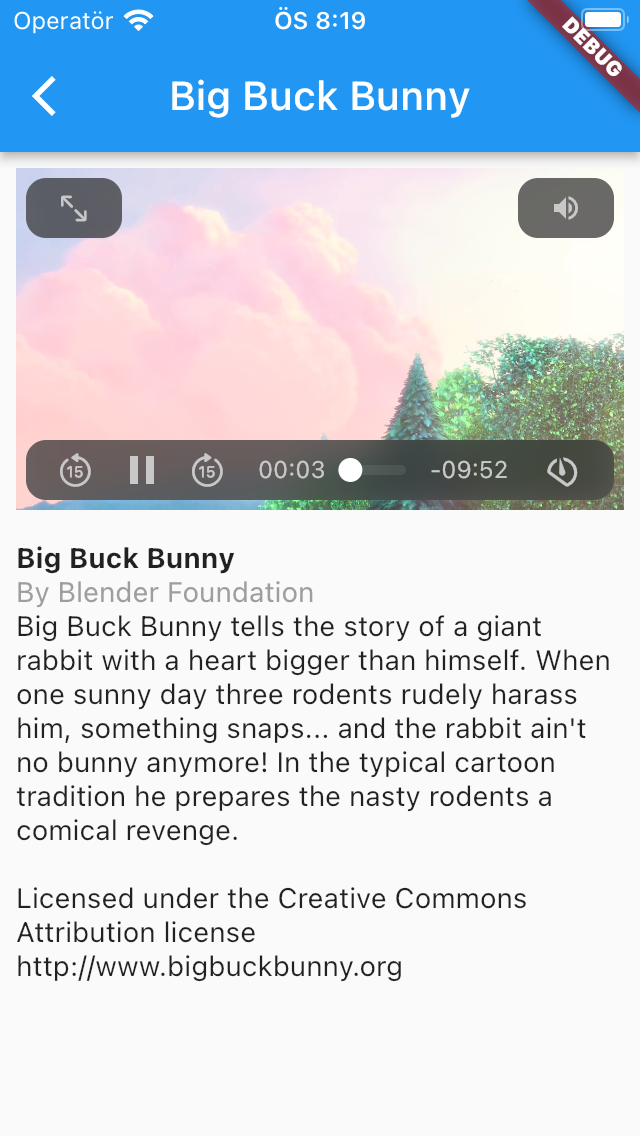 Operatör
ÖS 8:19
DEBUG
Big Buck Bunny
15
15
00:03
-09:52
Big Buck Bunny
By Blender Foundation
Big Buck Bunny tells the story of a giant
rabbit with a heart bigger than himself. When
one sunny day three rodents rudely harass
him, something snaps... and the rabbit ain't
no bunny anymore! In the typical cartoon
tradition he prepares the nasty rodents a
comical revenge.
Licensed under the Creative Commons
Attribution license
http://www.bigbuckbunny.org